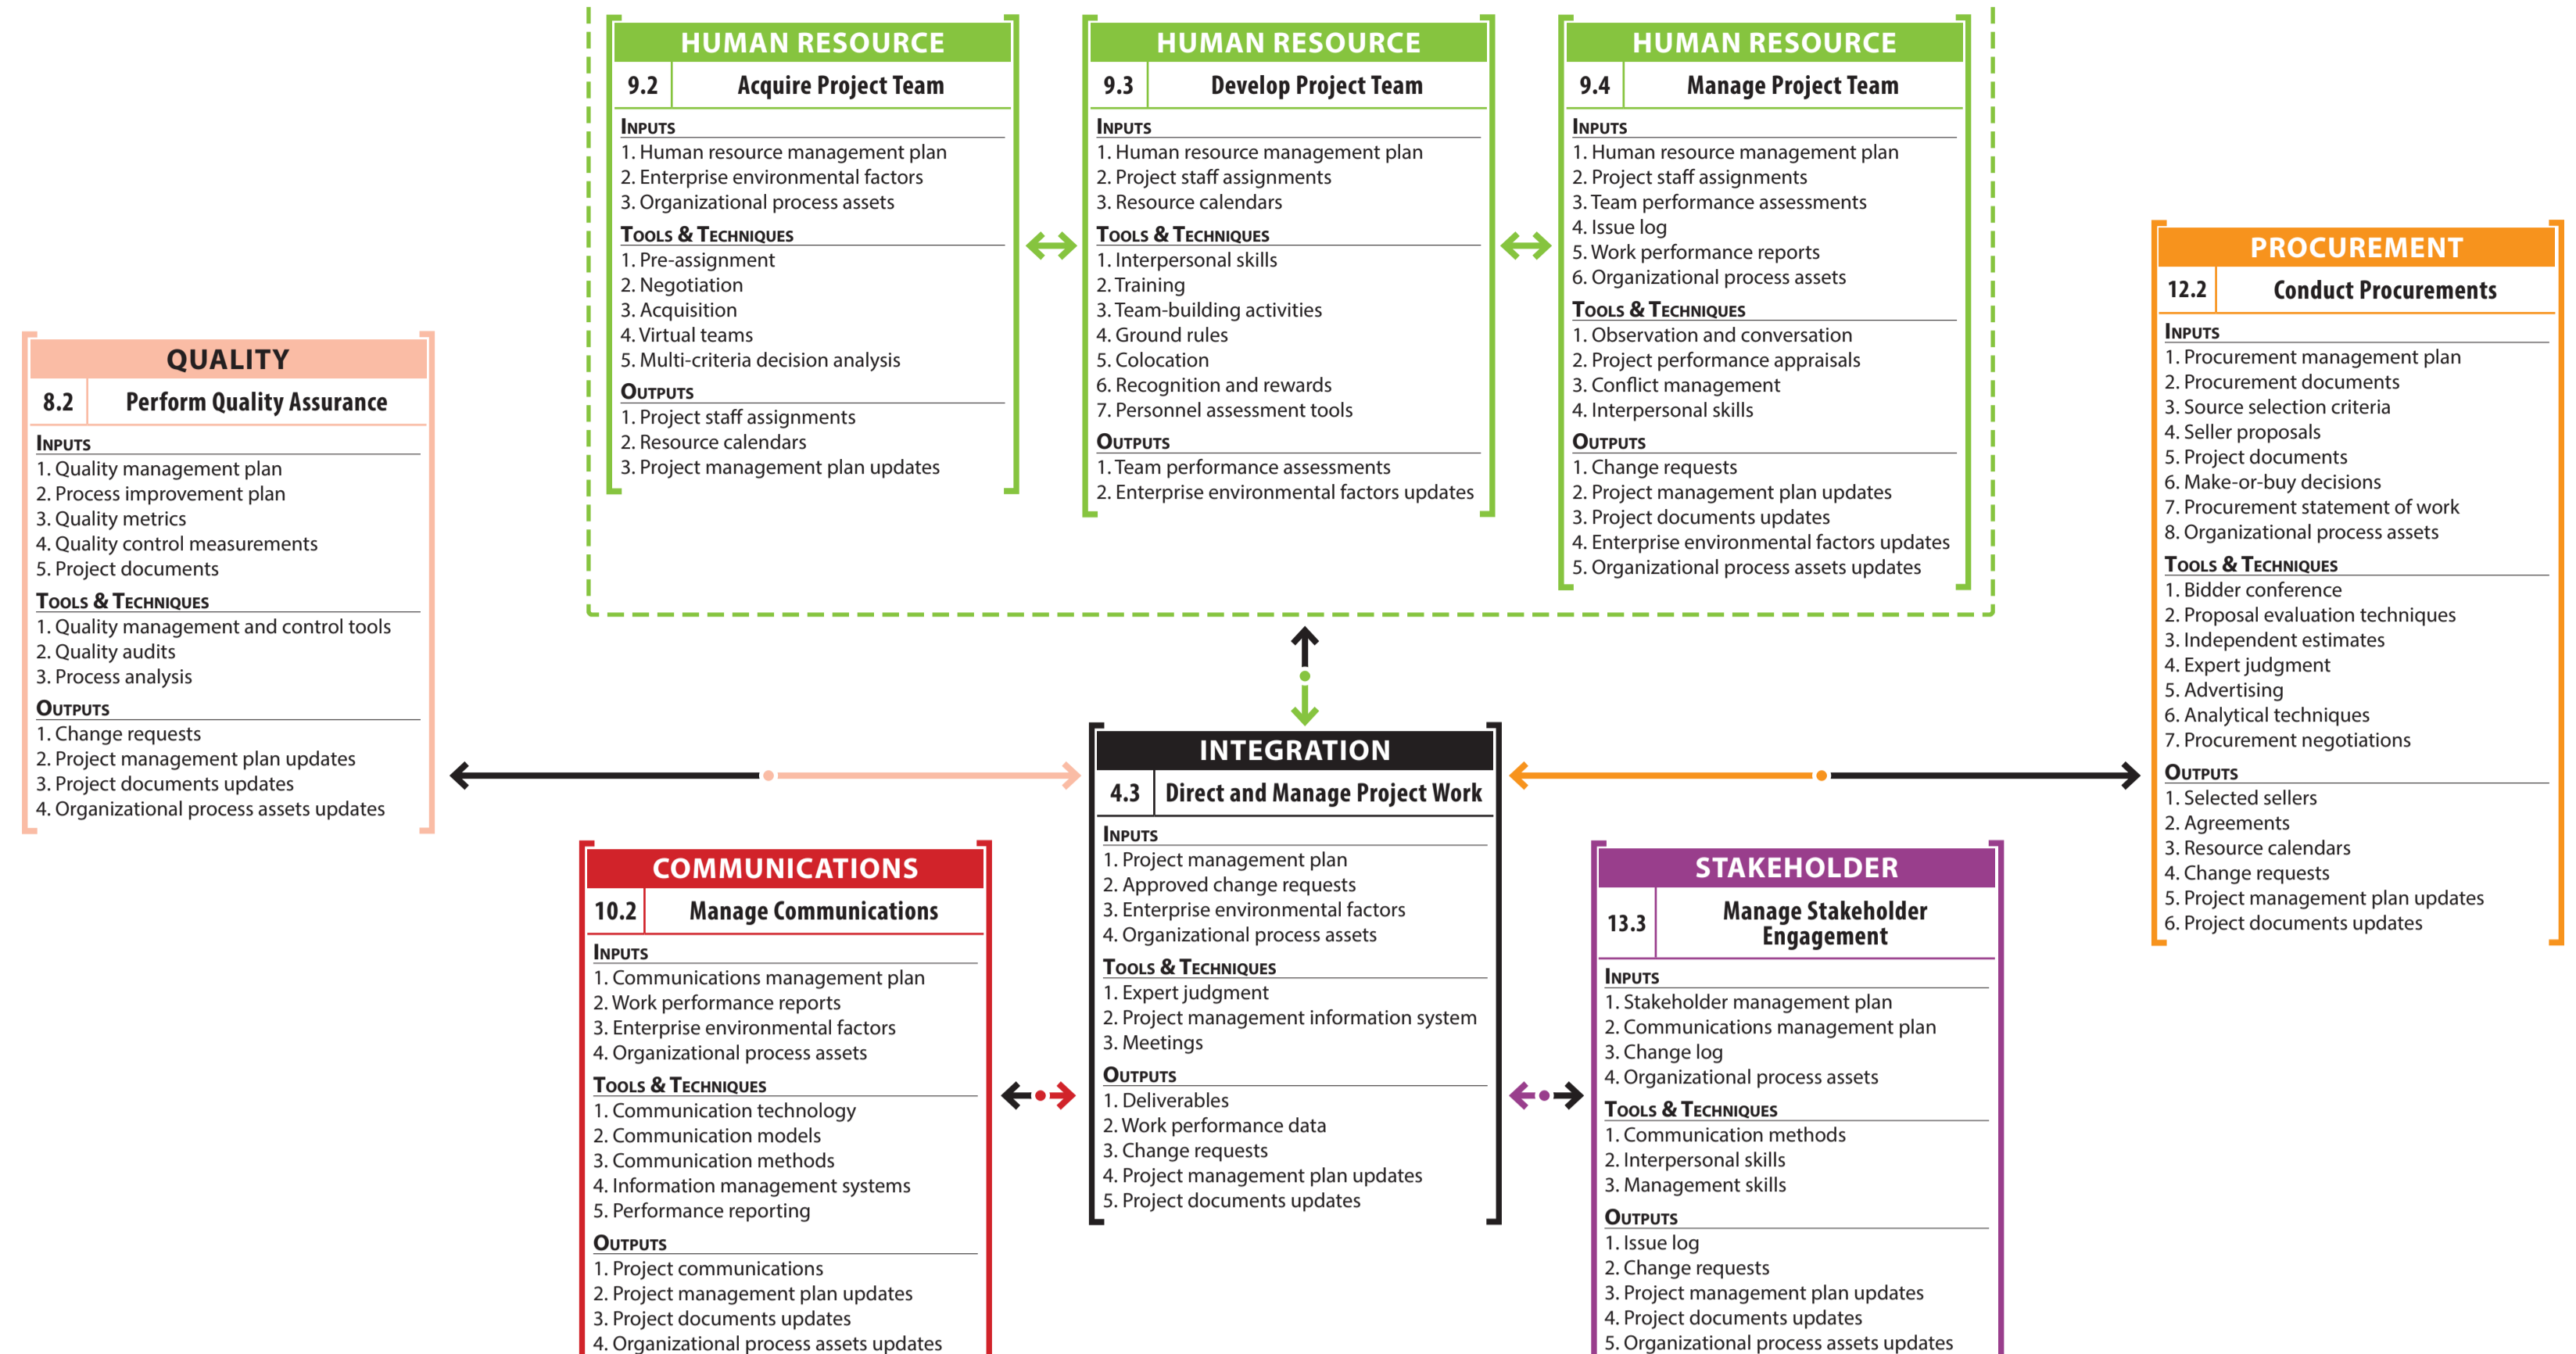 HUMAN RESOURCE
9.2 Acquire Project Team
INPUTS
1. Human resource management plan
2. Enterprise environmental factors
3. Organizational process assets
TOOLS & TECHNIQUES
1. Pre-assignment
2. Negotiation
3. Acquisition
4. Virtual teams
5. Multi-criteria decision analysis
OUTPUTS
1. Project staff assignments
2. Resource calendars
3. Project management plan updates
HUMAN RESOURCE
9.3 Develop Project Team
INPUTS
1. Human resource management plan
2. Project staff assignments
3. Resource calendars
TOOLS & TECHNIQUES
1. Interpersonal skills
2. Training
3. Team-building activities
4. Ground rules
5. Colocation
6. Recognition and rewards
7. Personnel assessment tools
OUTPUTS
1. Team performance assessments
2. Enterprise environmental factors updates
HUMAN RESOURCE
9.4 Manage Project Team
INPUTS
1. Human resource management plan
2. Project staff assignments
3. Team performance assessments
4. Issue log
5. Work performance reports
6. Organizational process assets
TOOLS & TECHNIQUES
1. Observation and conversation
2. Project performance appraisals
3. Conflict management
4. Interpersonal skills
OUTPUTS
1. Change requests
2. Project management plan updates
3. Project documents updates
4. Enterprise environmental factors updates
5. Organizational process assets updates
QUALITY
8.2 Perform Quality Assurance
INPUTS
1. Quality management plan
2. Process improvement plan
3. Quality metrics
4. Quality control measurements
5. Project documents
TOOLS & TECHNIQUES
1. Quality management and control tools
2. Quality audits
3. Process analysis
OUTPUTS
1. Change requests
2. Project management plan updates
3. Project documents updates
4. Organizational process assets updates
PROCUREMENT
12.2 Conduct Procurements
INPUTS
1. Procurement management plan
2. Procurement documents
3. Source selection criteria
4. Seller proposals
5. Project documents
6. Make-or-buy decisions
7. Procurement statement of work
8. Organizational process assets
TOOLS & TECHNIQUES
1. Bidder conference
2. Proposal evaluation techniques
3. Independent estimates
4. Expert judgment
5. Advertising
6. Analytical techniques
7. Procurement negotiations
OUTPUTS
1. Selected sellers
2. Agreements
3. Resource calendars
4. Change requests
5. Project management plan updates
6. Project documents updates
COMMUNICATIONS
10.2 Manage Communications
INPUTS
1. Communications management plan
2. Work performance reports
3. Enterprise environmental factors
4. Organizational process assets
TOOLS & TECHNIQUES
1. Communication technology
2. Communication models
3. Communication methods
4. Information management systems
5. Performance reporting
OUTPUTS
1. Project communications
2. Project management plan updates
3. Project documents updates
4. Organizational process assets updates
INTEGRATION
4.3 Direct and Manage Project Work
INPUTS
1. Project management plan
2. Approved change requests
3. Enterprise environmental factors
4. Organizational process assets
TOOLS & TECHNIQUES
1. Expert judgment
2. Project management information system
3. Meetings
OUTPUTS
1. Deliverables
2. Work performance data
3. Change requests
4. Project management plan updates
5. Project documents updates
STAKEHOLDER
13.3 Manage Stakeholder
Engagement
INPUTS
1. Stakeholder management plan
2. Communications management plan
3. Change log
4. Organizational process assets
TOOLS & TECHNIQUES
1. Communication methods
2. Interpersonal skills
3. Management skills
OUTPUTS
1. Issue log
2. Change requests
3. Project management plan updates
4. Project documents updates
5. Organizational process assets updates